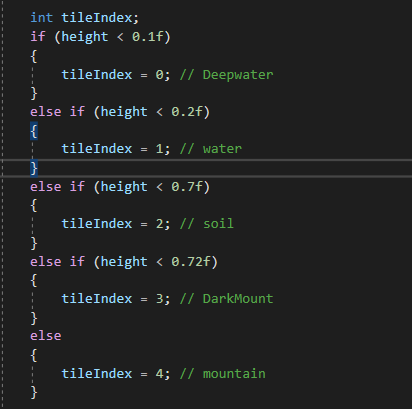 int tileIndex;
if (height < 0.1f)
{
tileIndex = 0; // Deepwater
}
else if (height < 0.2f)
{
tileIndex = 1; // water
}
else if (height < 0.7f)
{
tileIndex = 2; // soil
}
else if (height < 0.72f)
{
tileIndex = 3; // DarkMount
}
else
{
tileIndex = 4; // mountain
}